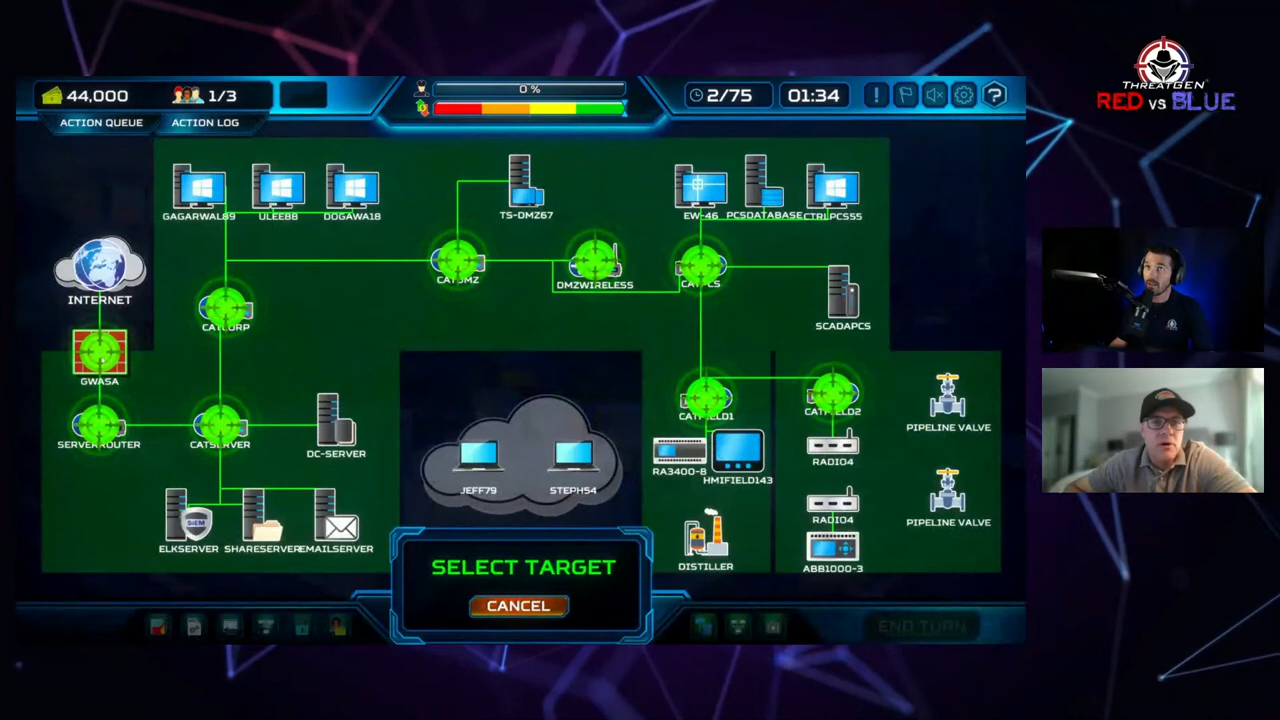 THREATGEN
RED vs BLUE
44,000
1/3
0 %
2/75
01:34
ACTION QUEUE
ACTION LOG
GAGARWAL89
ULEE88
DOGAWA18
TS-DMZ67
EW-46
PCSDATABASE
CTRLPCS55
INTERNET
CATDMZ
DMZWIRELESS
CATPCS
CATCORP
SCADAPCS
GWASA
SERVERROUTER
CATSERVER
DC-SERVER
CATFIELD1
CATFIELD2
PIPELINE VALVE
RA3400-8
HMIFIELD143
RADIO4
JEFF79
STEPH54
RADIO4
PIPELINE VALVE
SIEM
ELKSERVER
SHARESERVER
EMAILSERVER
DISTILLER
ABB1000-3
SELECT TARGET
CANCEL
END TURN